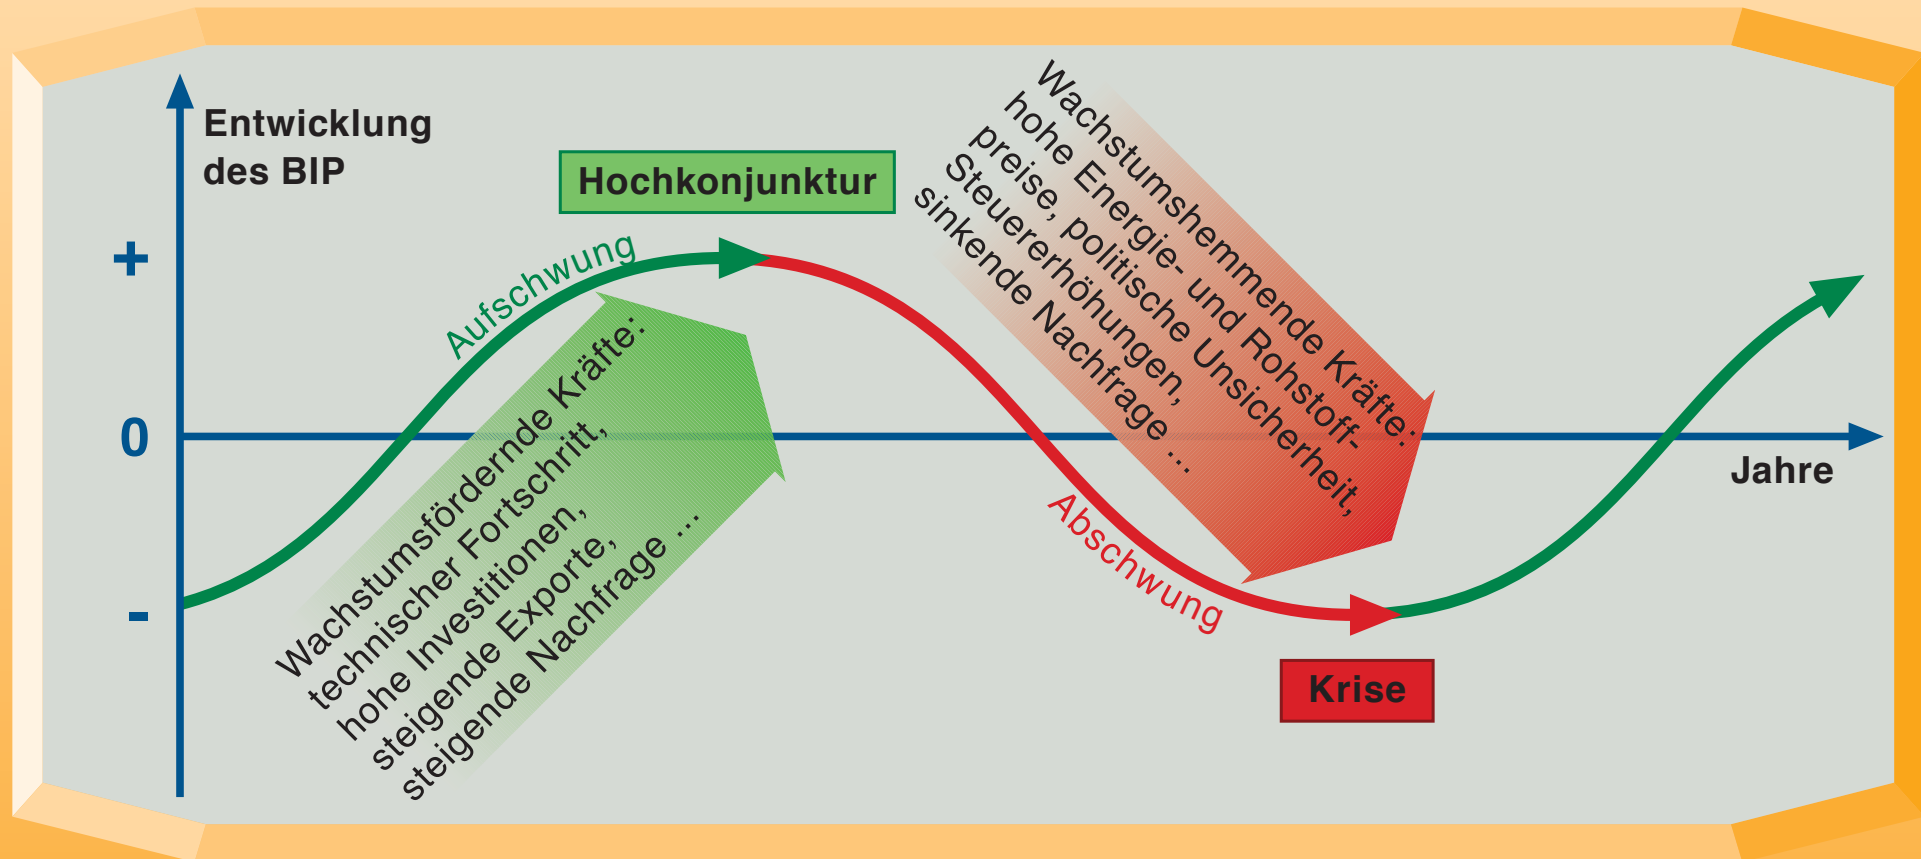 Entwicklung
des BIP
+
0
-
Hochkonjunktur
Aufschwung
Wachstumsfördernde Kräfte:
technischer Fortschritt,
hohe Investitionen,
steigende Exporte,
steigende Nachfrage ...
Wachstumshemmende Kräfte:
hohe Energie- und Rohstoff-
preise, politische Unsicherheit,
Steuererhöhungen,
sinkende Nachfrage ...
Abschwung
Krise
Jahre